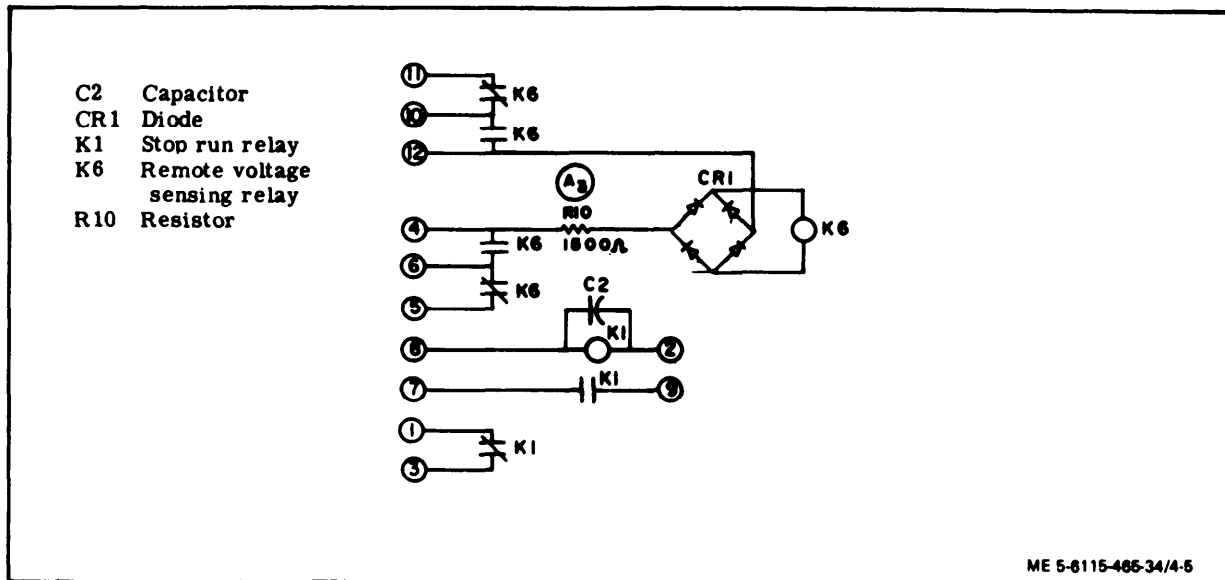 C2 Capacitor
CR1 Diode
K1 Stop run relay
K6 Remote voltage
sensing relay
R10 Resistor
11
K6
10
K6
12
A3
CR1
R10
4
K6
1500Ω
K6
6
K6
5
C2
K1
8
2
7
K1
9
1
K1
3
ME 5-6115-465-34/4-5